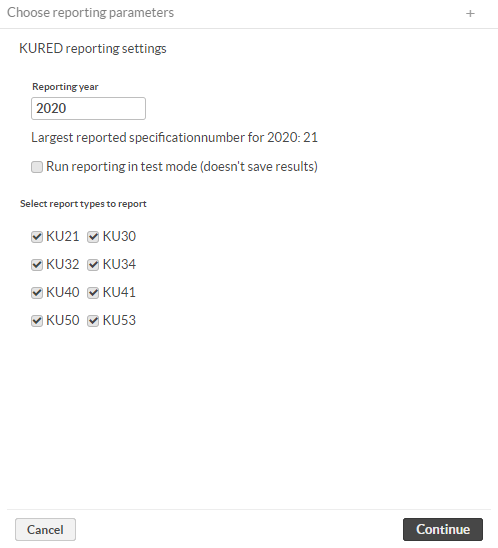 Choose reporting parameters +
KURED reporting settings
Reporting year
2020
Largest reported specificationnumber for 2020: 21
Run reporting in test mode (doesn't save results)
Select report types to report
KU21 KU30
KU32 KU34
KU40 KU41
KU50 KU53
Cancel Continue